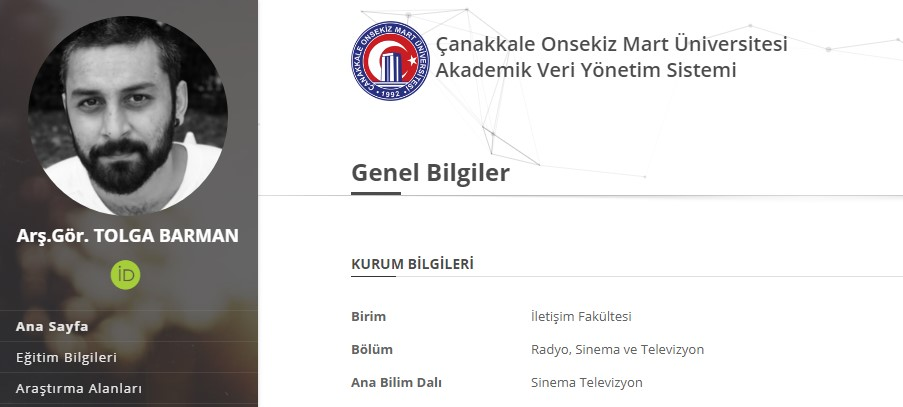 Çanakkale Onsekiz Mart Üniversitesi
Akademik Veri Yönetim Sistemi
ÇANAKKALE ONSEKİZ MART ÜNİVERSİTESİ
• 1992 •
Genel Bilgiler
Arş.Gör. TOLGA BARMAN
iD
Ana Sayfa
Eğitim Bilgileri
Araştırma Alanları
KURUM BİLGİLERİ
Birim İletişim Fakültesi
Bölüm Radyo, Sinema ve Televizyon
Ana Bilim Dalı Sinema Televizyon